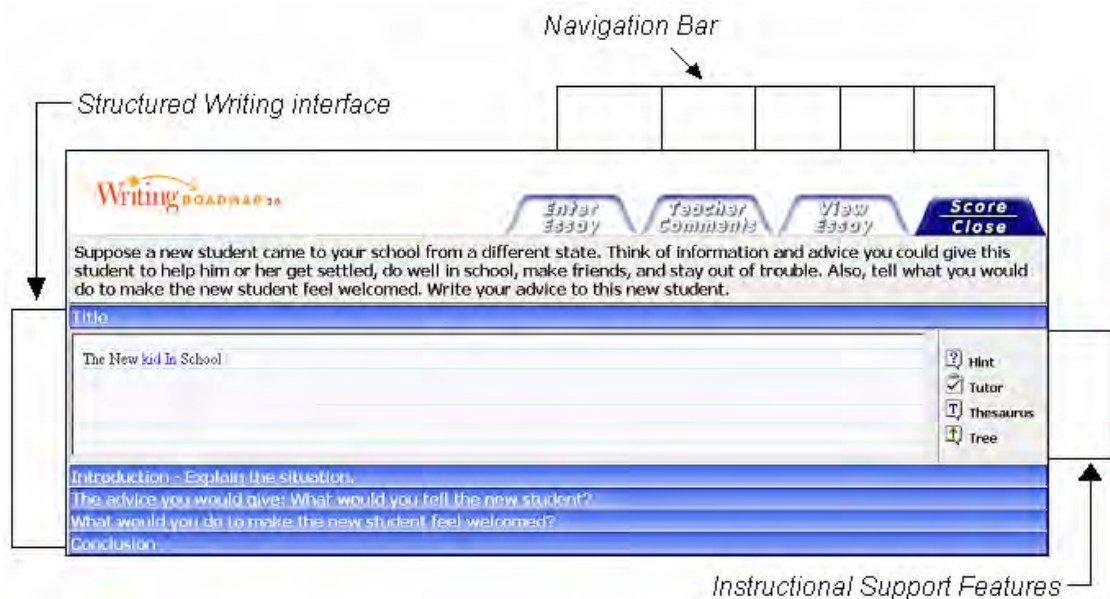 Navigation Bar
Structured Writing interface
Writing ROADMAP 2.0
Enter Essay
Teacher Comments
View Essay
Score
Close
Suppose a new student came to your school from a different state. Think of information and advice you could give this
student to help him or her get settled, do well in school, make friends, and stay out of trouble. Also, tell what you would
do to make the new student feel welcomed. Write your advice to this new student.
Title
The New kid In School
Hint
Tutor
Thesaurus
Tree
Introduction - Explain the situation.
The advice you would give: What would you tell the new student?
What would you do to make the new student feel welcomed?
Conclusion
Instructional Support Features